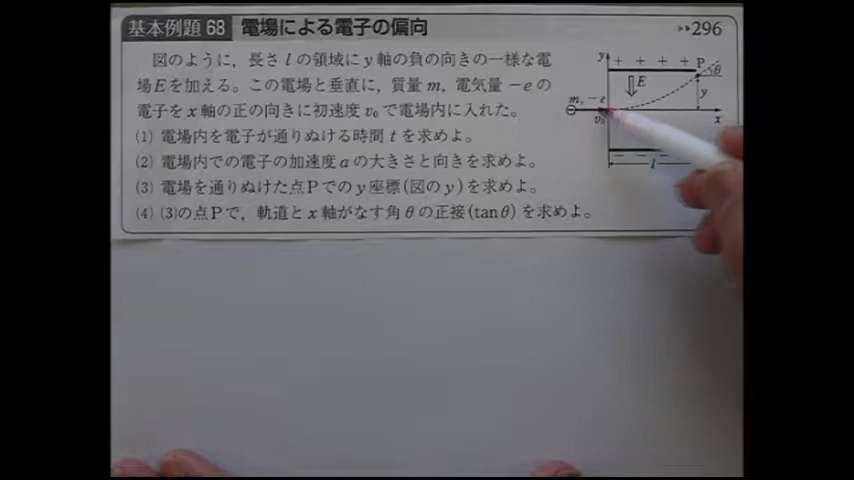 基本例題 68 電場による電子の偏向 ▸▸296
図のように, 長さ l の領域に y 軸の負の向きの一様な電
場Eを加える。この電場と垂直に, 質量 m, 電気量 −e の
電子を x 軸の正の向きに初速度 v₀ で電場内に入れた。
(1) 電場内を電子が通りぬける時間 t を求めよ。
(2) 電場内での電子の加速度 a の大きさと向きを求めよ。
(3) 電場を通りぬけた点Pでの y 座標(図の y)を求めよ。
(4) (3)の点Pで, 軌道と x 軸がなす角 θ の正接(tanθ)を求めよ。
y + + + + P θ
E
y
m, −e
v₀ x
− − −
l